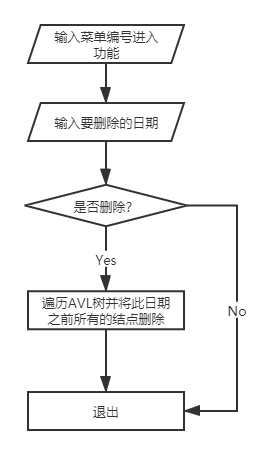 输入菜单编号进入
功能
输入要删除的日期
是否删除?
Yes
遍历AVL树并将此日期
之前所有的结点删除
No
退出